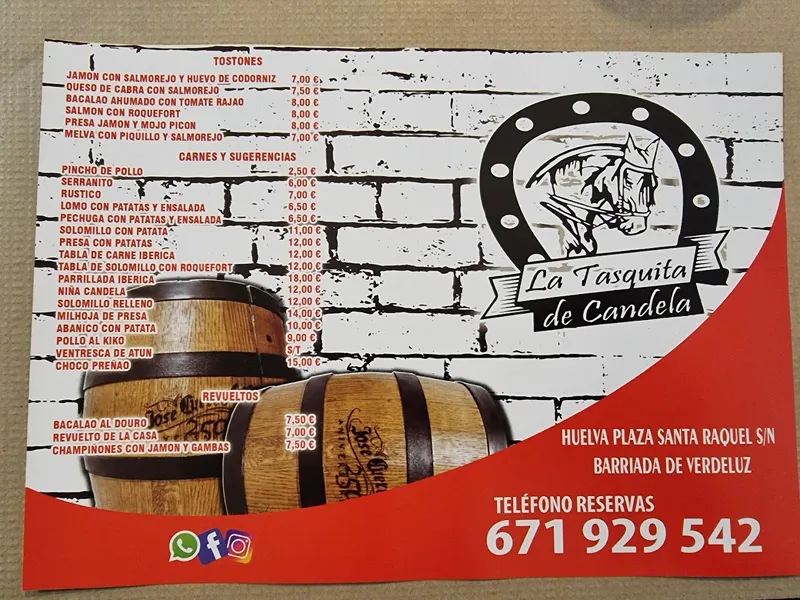 TOSTONES
JAMON CON SALMOREJO Y HUEVO DE CODORNIZ 7,00 €
QUESO DE CABRA CON SALMOREJO 7,50 €
BACALAO AHUMADO CON TOMATE RAJAO 8,00 €
SALMON CON ROQUEFORT 8,00 €
PRESA JAMON Y MOJO PICON 8,00 €
MELVA CON PIQUILLO Y SALMOREJO 7,00 €
CARNES Y SUGERENCIAS
PINCHO DE POLLO 2,50 €
SERRANITO 6,00 €
RUSTICO 7,00 €
LOMO CON PATATAS Y ENSALADA 6,50 €
PECHUGA CON PATATAS Y ENSALADA 6,50 €
SOLOMILLO CON PATATA 11,00 €
PRESA CON PATATAS 12,00 €
TABLA DE CARNE IBERICA 12,00 €
TABLA DE SOLOMILLO CON ROQUEFORT 12,00 €
PARRILLADA IBERICA 18,00 €
NIÑA CANDELA 12,00 €
SOLOMILLO RELLENO 12,00 €
MILHOJA DE PRESA 14,00 €
ABANICO CON PATATA 10,00 €
POLLO AL KIKO 9,00 €
VENTRESCA DE ATUN S/T
CHOCO PREÑAO 15,00 €
REVUELTOS
BACALAO AL DOURO 7,50 €
REVUELTO DE LA CASA 7,00 €
CHAMPIÑONES CON JAMON Y GAMBAS 7,50 €
La Tasquita
de Candela
HUELVA PLAZA SANTA RAQUEL S/N
BARRIADA DE VERDELUZ
TELÉFONO RESERVAS
671 929 542